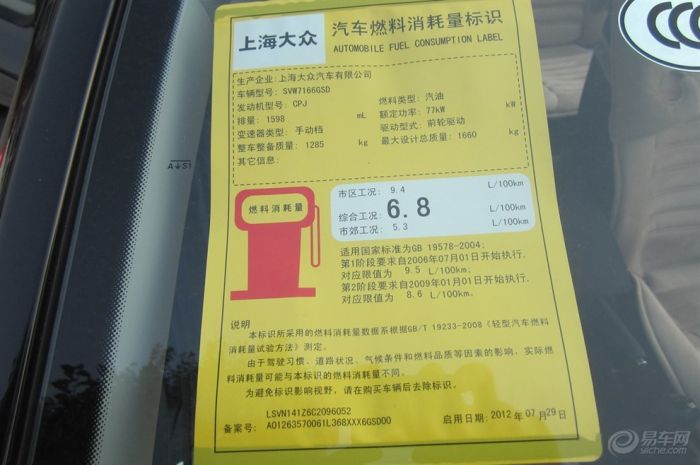 上海大众
汽车燃料消耗量标识
AUTOMOBILE FUEL CONSUMPTION LABEL
生产企业:上海大众汽车有限公司
车辆型号: SVW7166GSD
发动机型号: CPJ 燃料类型: 汽油
排量: 1598 mL 额定功率: 77kW kW
变速器类型: 手动档 驱动型式: 前轮驱动
整车整备质量: 1285 kg 最大设计总质量: 1660 kg
其它信息:
燃料消耗量
市区工况: 9.4 L/100km
综合工况: 6.8 L/100km
市郊工况: 5.3 L/100km
适用国家标准为GB 19578-2004;
第1阶段要求自2006年07月01日开始执行,
对应限值为 9.5 L/100km;
第2阶段要求自2009年01月01日开始执行,
对应限值为 8.6 L/100km。
说明
本标识所采用的燃料消耗量数据系根据GB/T 19233-2008《轻型汽车燃料
消耗量试验方法》测定。
由于驾驶习惯、道路状况、气候条件和燃料品质等因素的影响, 实际燃
料消耗量可能与本标识的燃料消耗量不同。
为避免标识影响视野, 请在购买车辆后去除标识。
LSVN141Z6C2096052
备案号: A01263570061L368XXX6GSD00 启用日期: 2012 年 07 月 29 日
CCC
AS1
易车网
yiche.com